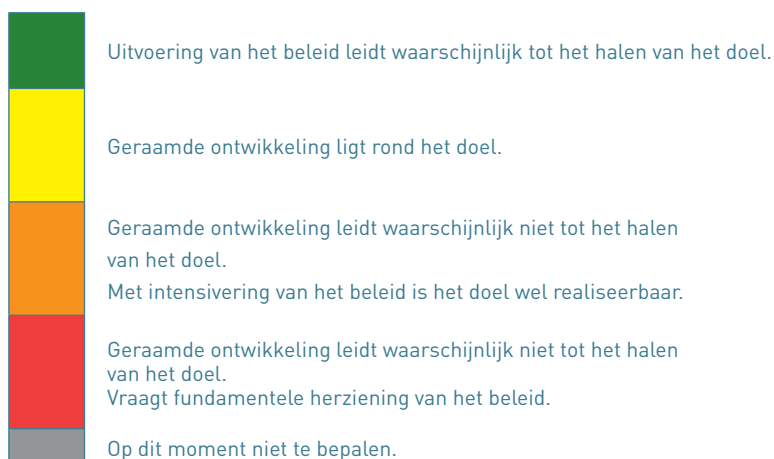 Uitvoering van het beleid leidt waarschijnlijk tot het halen van het doel.
Geraamde ontwikkeling ligt rond het doel.
Geraamde ontwikkeling leidt waarschijnlijk niet tot het halen
van het doel.
Met intensivering van het beleid is het doel wel realiseerbaar.
Geraamde ontwikkeling leidt waarschijnlijk niet tot het halen
van het doel.
Vraagt fundamentele herziening van het beleid.
Op dit moment niet te bepalen.